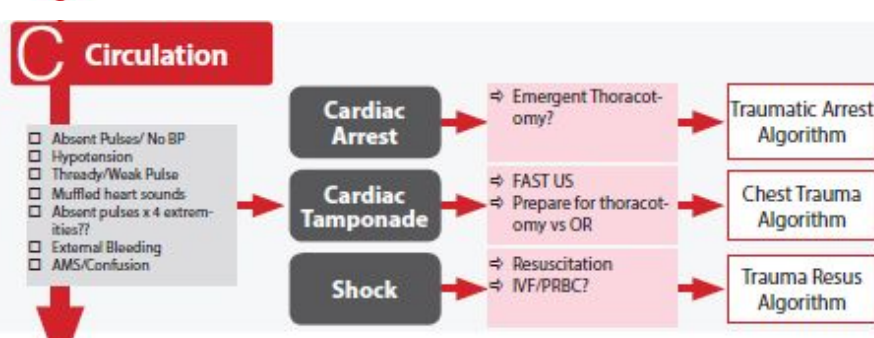 C Circulation
☐ Absent Pulses/ No BP
☐ Hypotension
☐ Thready/Weak Pulse
☐ Muffled heart sounds
☐ Absent pulses x 4 extrem-
ities??
☐ External Bleeding
☐ AMS/Confusion
Cardiac
Arrest
⇨ Emergent Thoracot-
omy?
Traumatic Arrest
Algorithm
Cardiac
Tamponade
⇨ FAST US
⇨ Prepare for thoracot-
omy vs OR
Chest Trauma
Algorithm
Shock
⇨ Resuscitation
⇨ IVF/PRBC?
Trauma Resus
Algorithm